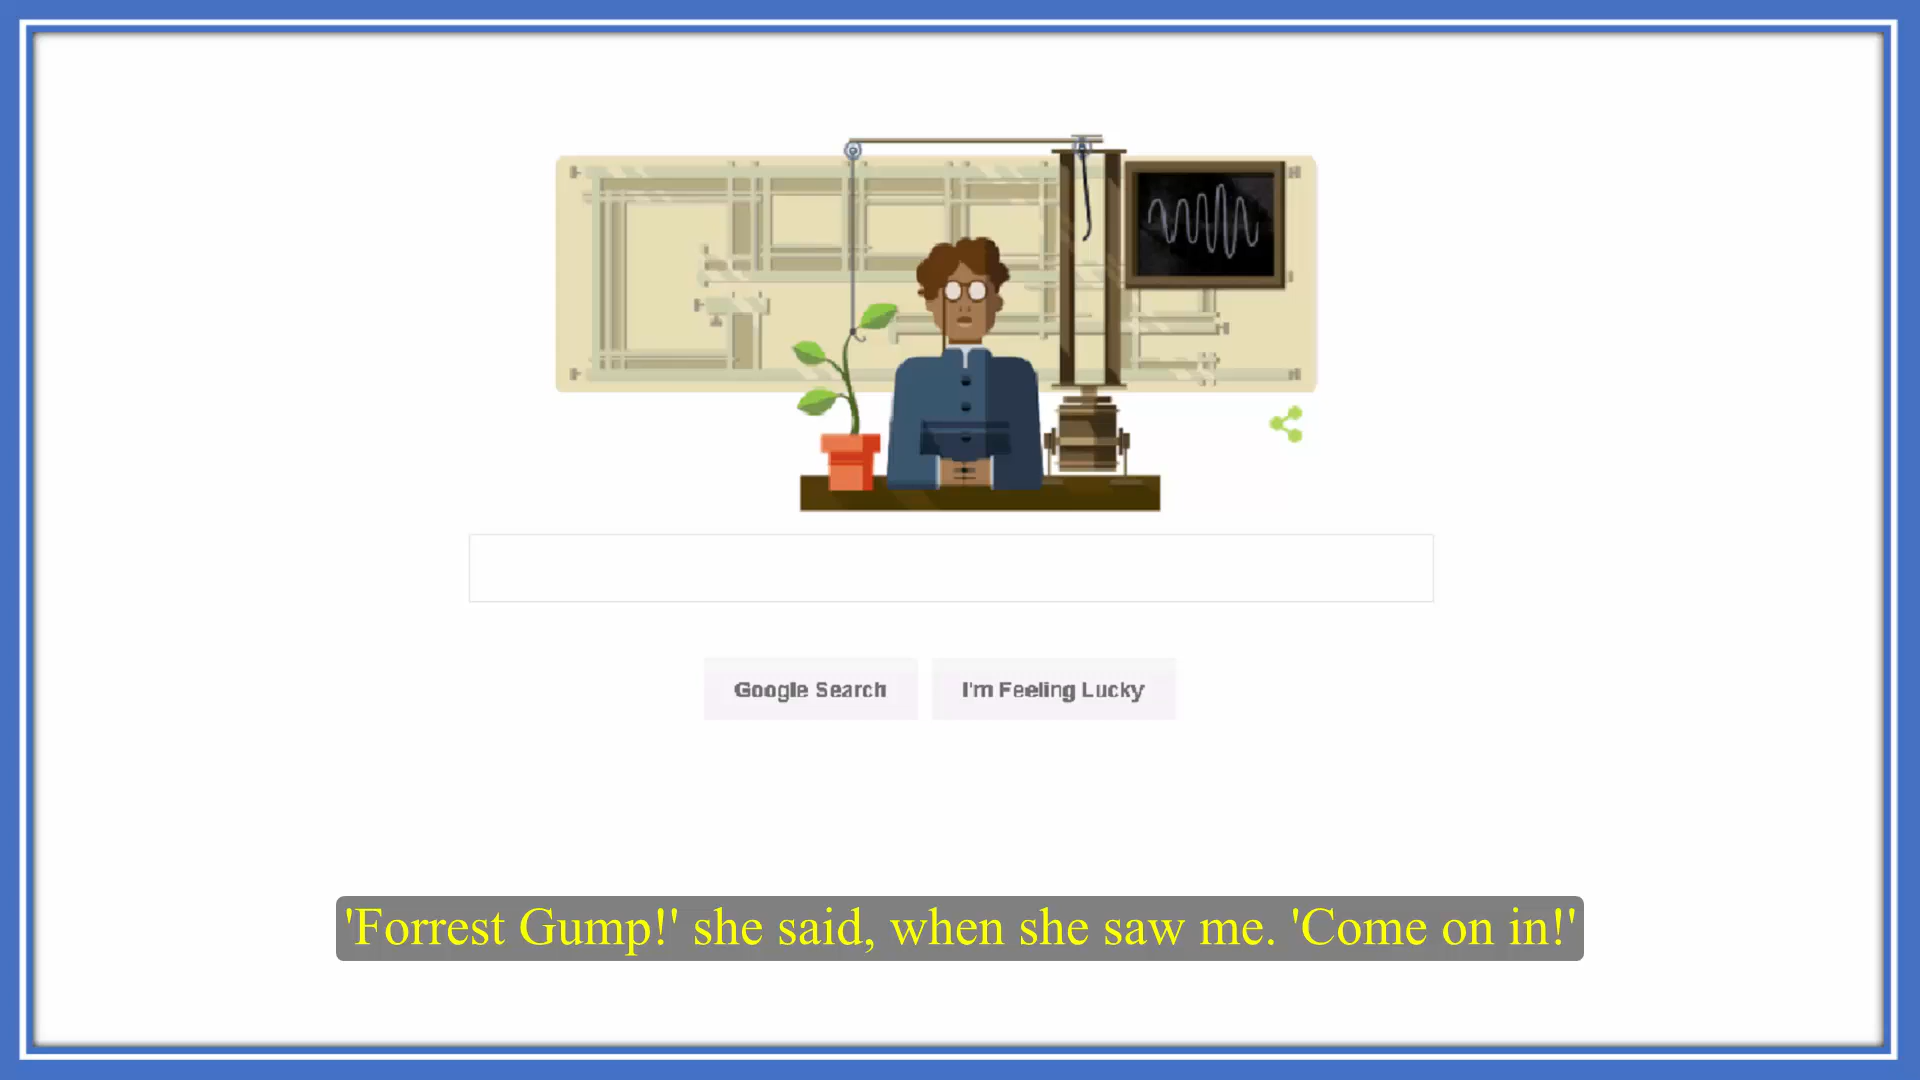 Google Search
I'm Feeling Lucky
'Forrest Gump!' she said, when she saw me. 'Come on in!'